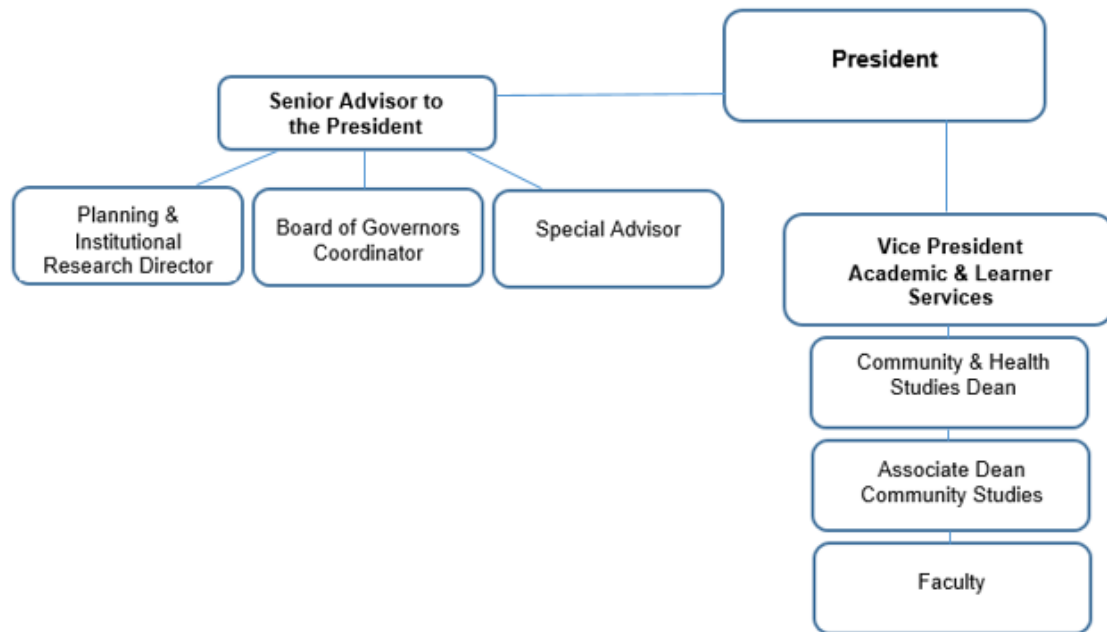 President
Senior Advisor to
the President
Planning &
Institutional
Research Director
Board of Governors
Coordinator
Special Advisor
Vice President
Academic & Learner
Services
Community & Health
Studies Dean
Associate Dean
Community Studies
Faculty